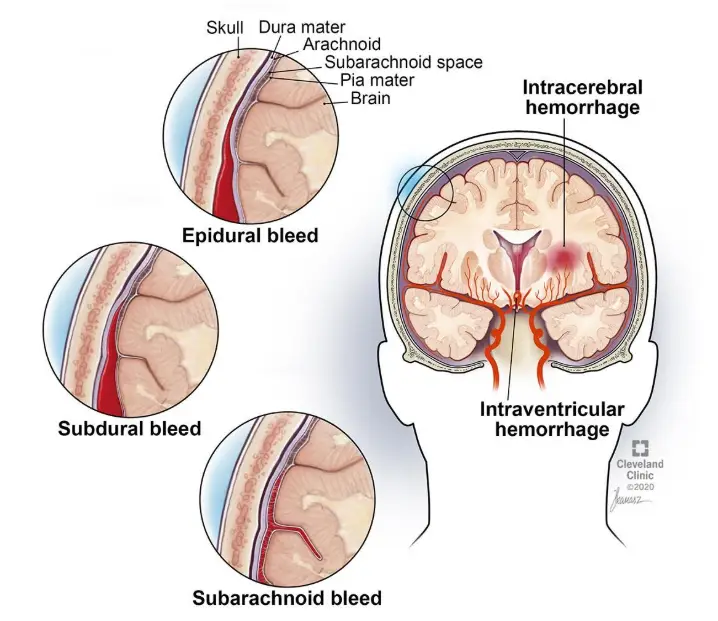 Skull
Dura mater
Arachnoid
Subarachnoid space
Pia mater
Brain
Epidural bleed
Subdural bleed
Subarachnoid bleed
Intracerebral
hemorrhage
Intraventricular
hemorrhage
Cleveland
Clinic
©2020